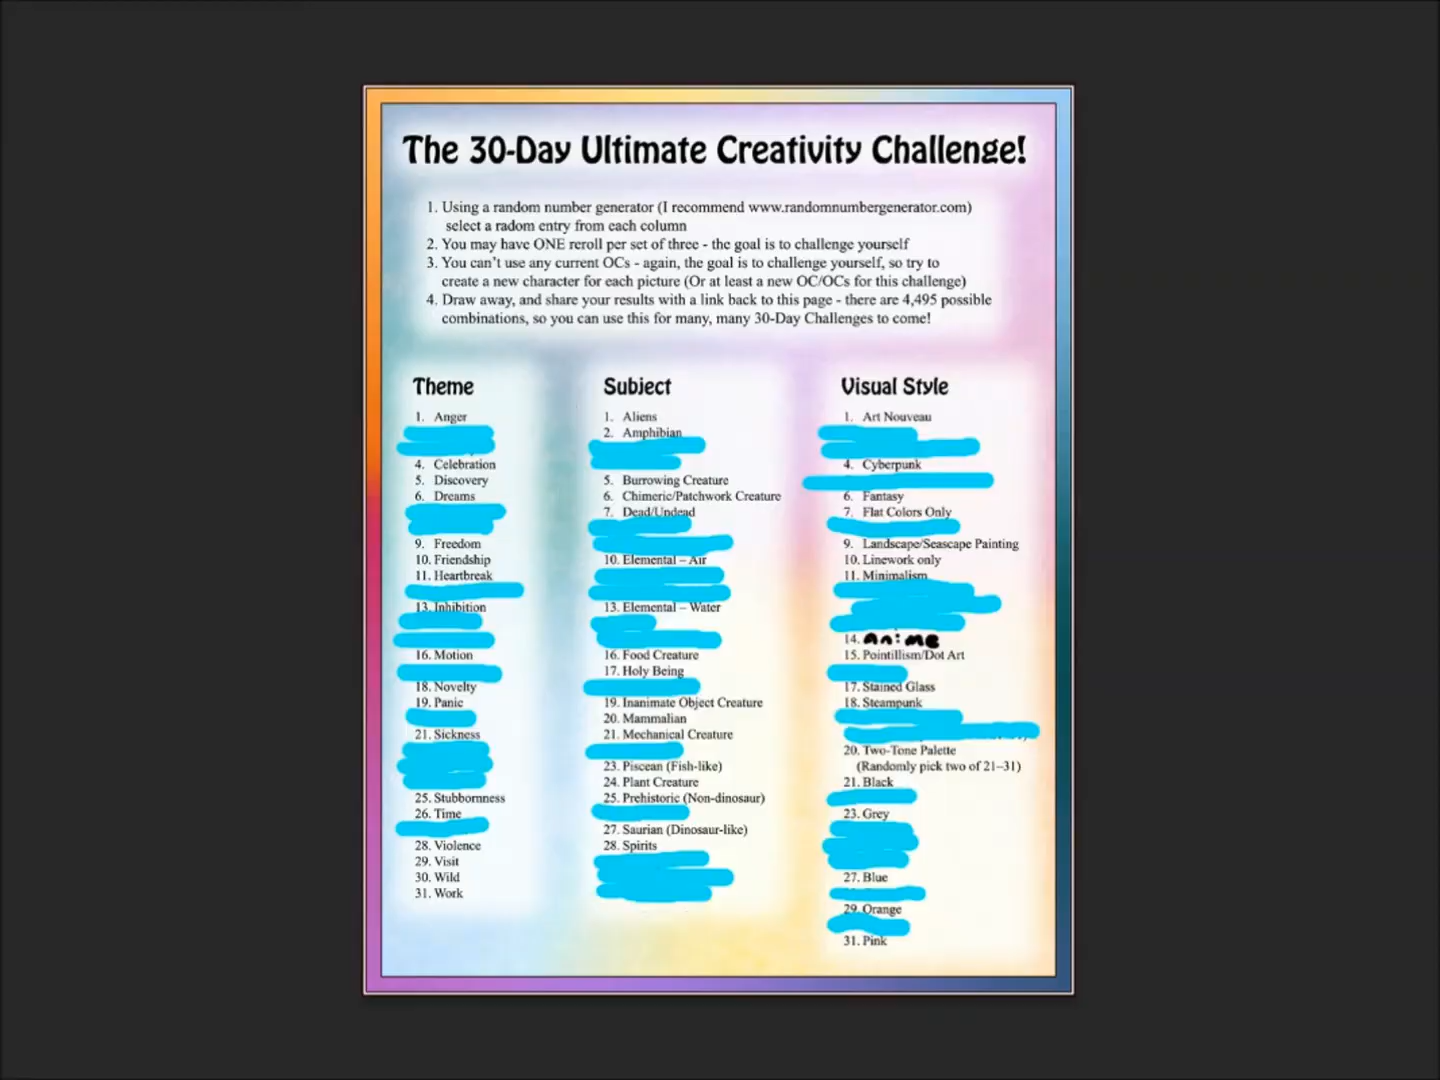 The 30-Day Ultimate Creativity Challenge!
1. Using a random number generator (I recommend www.randomnumbergenerator.com)
select a radom entry from each column
2. You may have ONE reroll per set of three - the goal is to challenge yourself
3. You can't use any current OCs - again, the goal is to challenge yourself, so try to
create a new character for each picture (Or at least a new OC/OCs for this challenge)
4. Draw away, and share your results with a link back to this page - there are 4,495 possible
combinations, so you can use this for many, many 30-Day Challenges to come!
Theme
1. Anger
4. Celebration
5. Discovery
6. Dreams
9. Freedom
10. Friendship
11. Heartbreak
13. Inhibition
16. Motion
18. Novelty
19. Panic
21. Sickness
25. Stubbornness
26. Time
28. Violence
29. Visit
30. Wild
31. Work
Subject
1. Aliens
2. Amphibian
5. Burrowing Creature
6. Chimeric/Patchwork Creature
7. Dead/Undead
10. Elemental – Air
13. Elemental – Water
16. Food Creature
17. Holy Being
19. Inanimate Object Creature
20. Mammalian
21. Mechanical Creature
23. Piscean (Fish-like)
24. Plant Creature
25. Prehistoric (Non-dinosaur)
27. Saurian (Dinosaur-like)
28. Spirits
Visual Style
1. Art Nouveau
4. Cyberpunk
6. Fantasy
7. Flat Colors Only
9. Landscape/Seascape Painting
10. Linework only
11. Minimalism
14. anime
15. Pointillism/Dot Art
17. Stained Glass
18. Steampunk
20. Two-Tone Palette
(Randomly pick two of 21–31)
21. Black
23. Grey
27. Blue
29. Orange
31. Pink